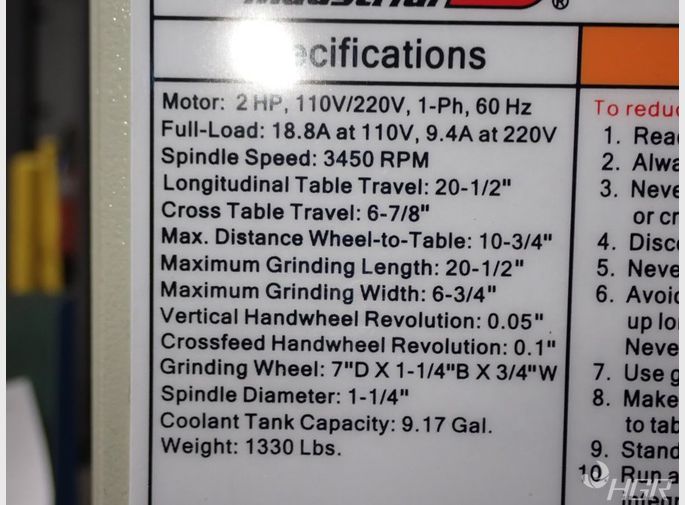 Industrial ®
Specifications
Motor: 2 HP, 110V/220V, 1-Ph, 60 Hz
Full-Load: 18.8A at 110V, 9.4A at 220V
Spindle Speed: 3450 RPM
Longitudinal Table Travel: 20-1/2"
Cross Table Travel: 6-7/8"
Max. Distance Wheel-to-Table: 10-3/4"
Maximum Grinding Length: 20-1/2"
Maximum Grinding Width: 6-3/4"
Vertical Handwheel Revolution: 0.05"
Crossfeed Handwheel Revolution: 0.1"
Grinding Wheel: 7"D X 1-1/4"B X 3/4"W
Spindle Diameter: 1-1/4"
Coolant Tank Capacity: 9.17 Gal.
Weight: 1330 Lbs.
To reduc
1. Rea
2. Alwa
3. Neve
or cr
4. Disc
5. Neve
6. Avoid
up lo
Neve
7. Use g
8. Make
to tab
9. Stand
10. Run a
integr
HGR